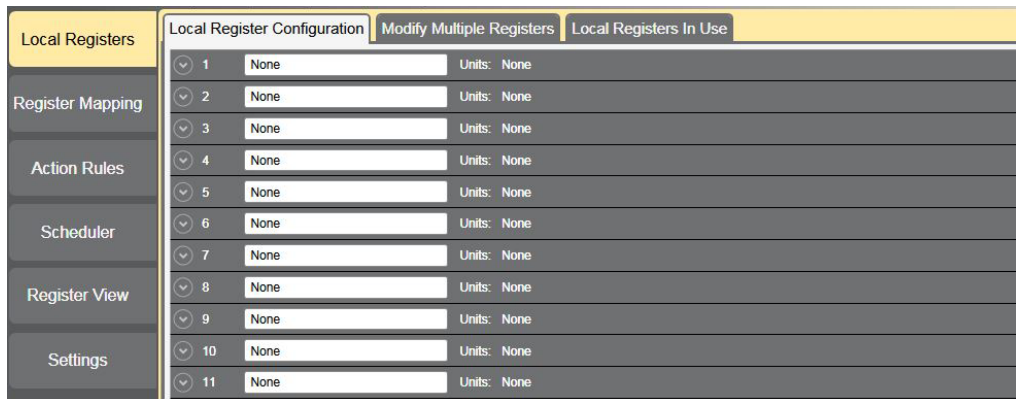 Local Registers
Register Mapping
Action Rules
Scheduler
Register View
Settings
Local Register Configuration Modify Multiple Registers Local Registers In Use
1 None Units: None
2 None Units: None
3 None Units: None
4 None Units: None
5 None Units: None
6 None Units: None
7 None Units: None
8 None Units: None
9 None Units: None
10 None Units: None
11 None Units: None